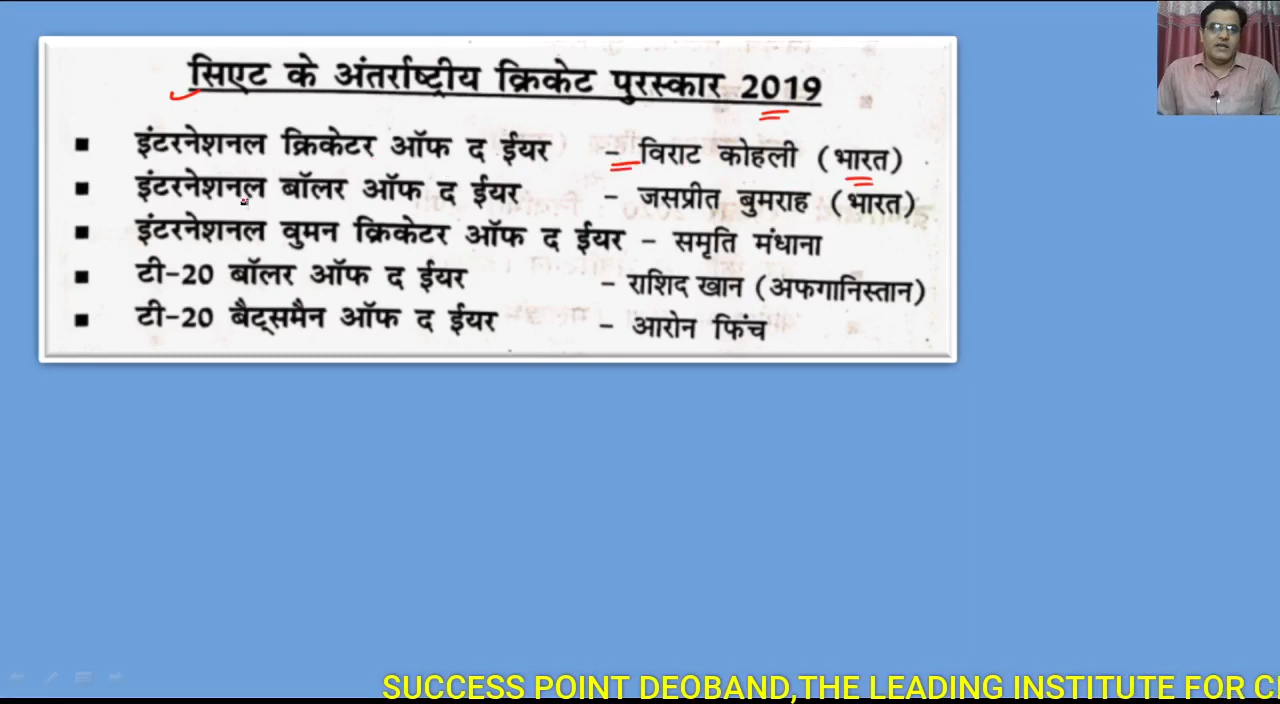 सिएट के अंतर्राष्ट्रीय क्रिकेट पुरस्कार 2019
▪ इंटरनेशनल क्रिकेटर ऑफ द ईयर – विराट कोहली (भारत)
▪ इंटरनेशनल बॉलर ऑफ द ईयर – जसप्रीत बुमराह (भारत)
▪ इंटरनेशनल वुमन क्रिकेटर ऑफ द ईयर – समृति मंधाना
▪ टी-20 बॉलर ऑफ द ईयर – राशिद खान (अफगानिस्तान)
▪ टी-20 बैट्समैन ऑफ द ईयर – आरोन फिंच
SUCCESS POINT DEOBAND,THE LEADING INSTITUTE FOR